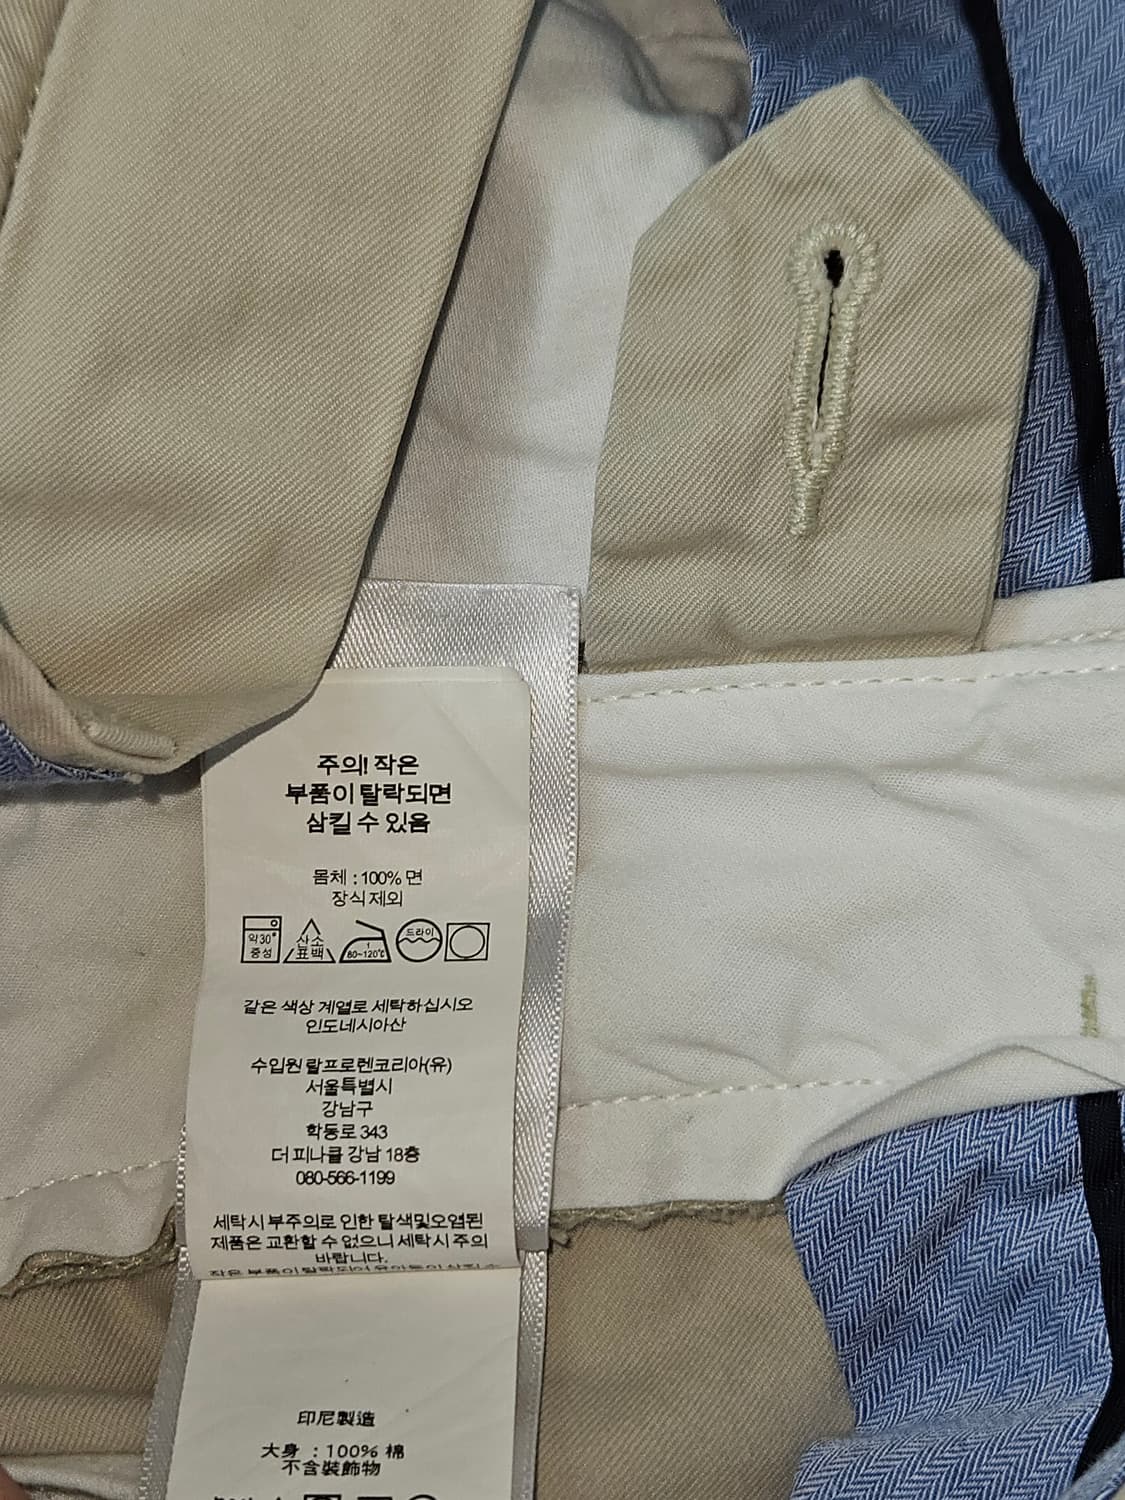 주의! 작은
부품이 탈락되면
삼킬 수 있음
몸체 : 100% 면
장식 제외
약30° 중성
산소 표백
1 80~120℃
드라이
같은 색상 계열로 세탁하십시오
인도네시아산
수입원 랄프로렌코리아(유)
서울특별시
강남구
학동로 343
더 피나클 강남 18층
080-566-1199
세탁시 부주의로 인한 탈색및오염된
제품은 교환할 수 없으니 세탁시 주의
바랍니다.
印尼製造
大身 : 100% 棉
不含裝飾物